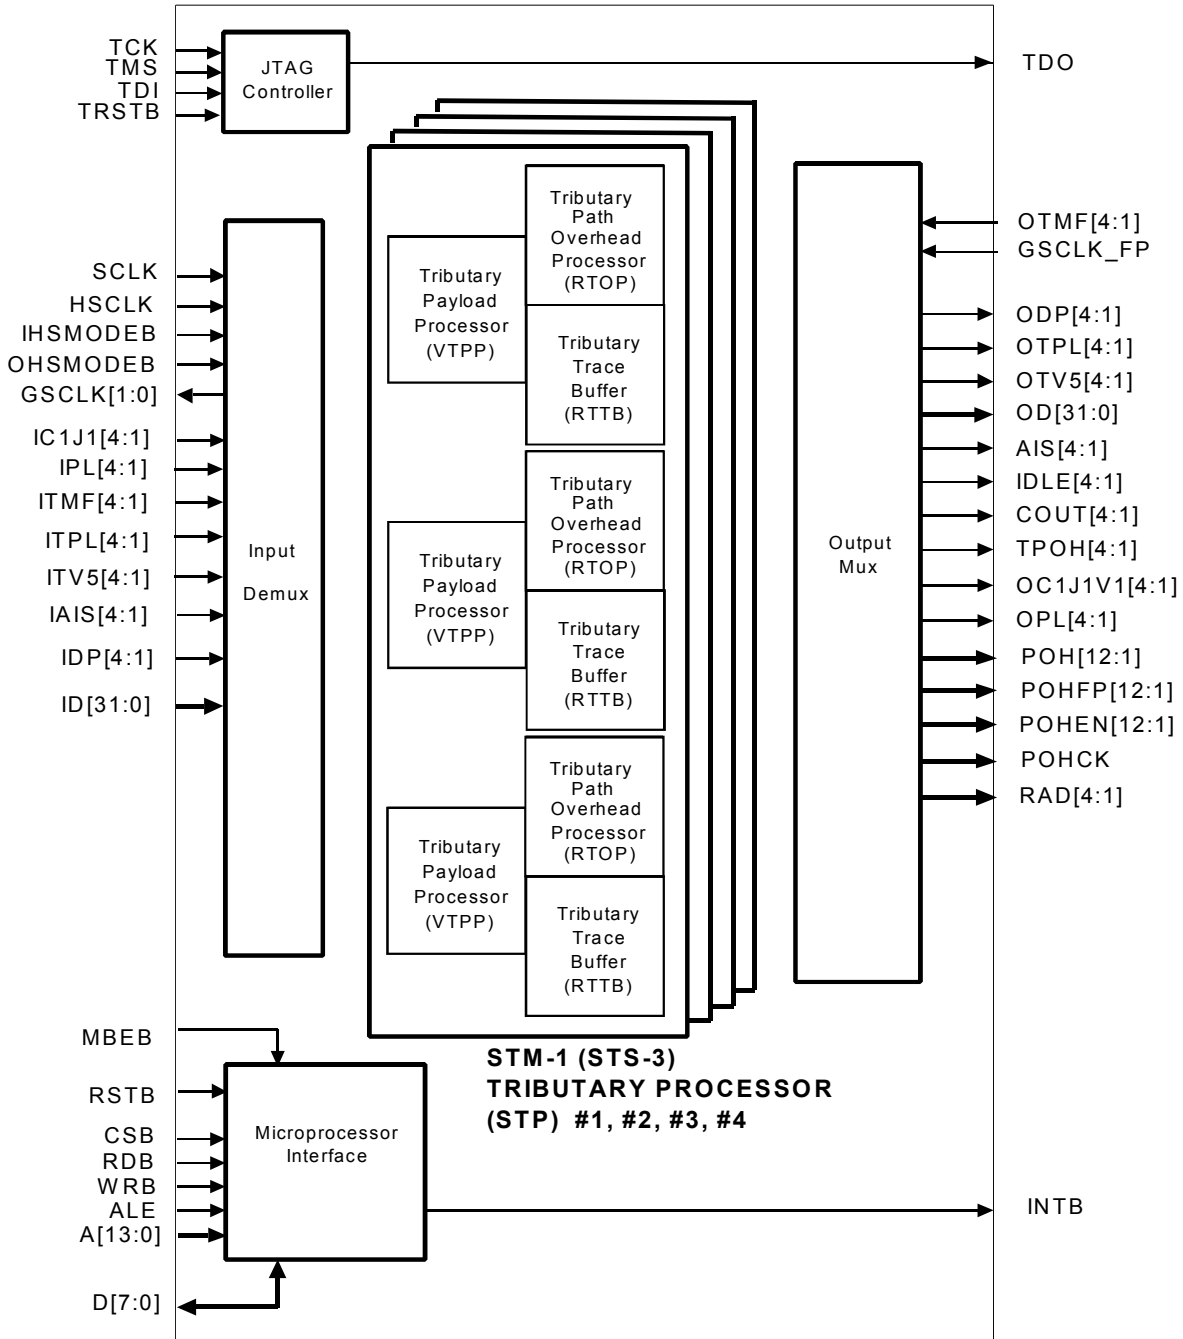 TCK
TMS
TDI
TRSTB
JTAG
Controller
TDO
SCLK
HSCLK
IHSMODEB
OHSMODEB
GSCLK[1:0]
IC1J1[4:1]
IPL[4:1]
ITMF[4:1]
ITPL[4:1]
ITV5[4:1]
IAIS[4:1]
IDP[4:1]
ID[31:0]
Input
Demux
Tributary
Payload
Processor
(VTPP)
Tributary
Path
Overhead
Processor
(RTOP)
Tributary
Trace
Buffer
(RTTB)
Tributary
Payload
Processor
(VTPP)
Tributary
Path
Overhead
Processor
(RTOP)
Tributary
Trace
Buffer
(RTTB)
Tributary
Payload
Processor
(VTPP)
Tributary
Path
Overhead
Processor
(RTOP)
Tributary
Trace
Buffer
(RTTB)
STM-1 (STS-3)
TRIBUTARY PROCESSOR
(STP) #1, #2, #3, #4
Output
Mux
OTMF[4:1]
GSCLK_FP
ODP[4:1]
OTPL[4:1]
OTV5[4:1]
OD[31:0]
AIS[4:1]
IDLE[4:1]
COUT[4:1]
TPOH[4:1]
OC1J1V1[4:1]
OPL[4:1]
POH[12:1]
POHFP[12:1]
POHEN[12:1]
POHCK
RAD[4:1]
MBEB
RSTB
CSB
RDB
WRB
ALE
A[13:0]
D[7:0]
Microprocessor
Interface
INTB